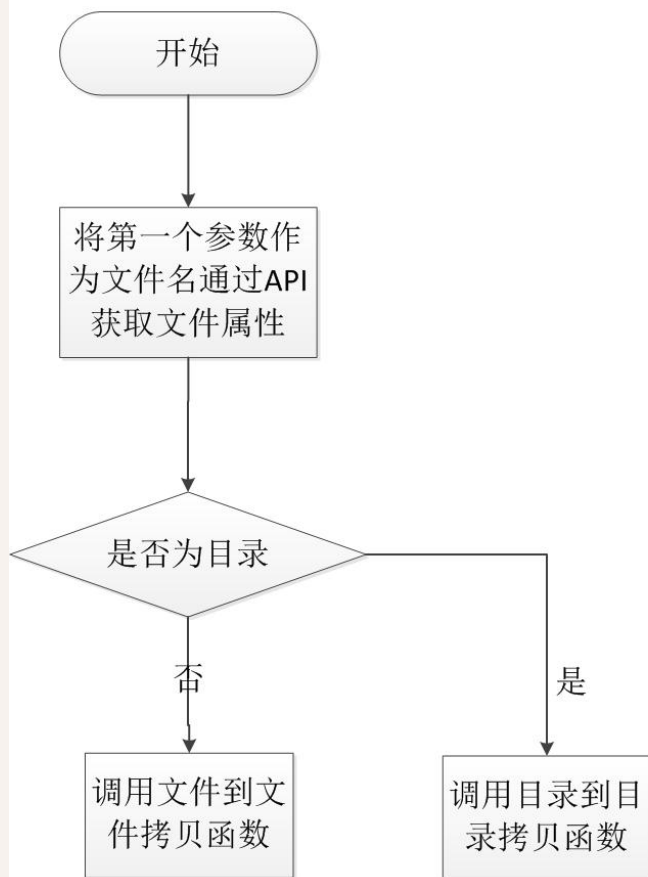 开始
将第一个参数作
为文件名通过API
获取文件属性
是否为目录
否
是
调用文件到文
件拷贝函数
调用目录到目
录拷贝函数